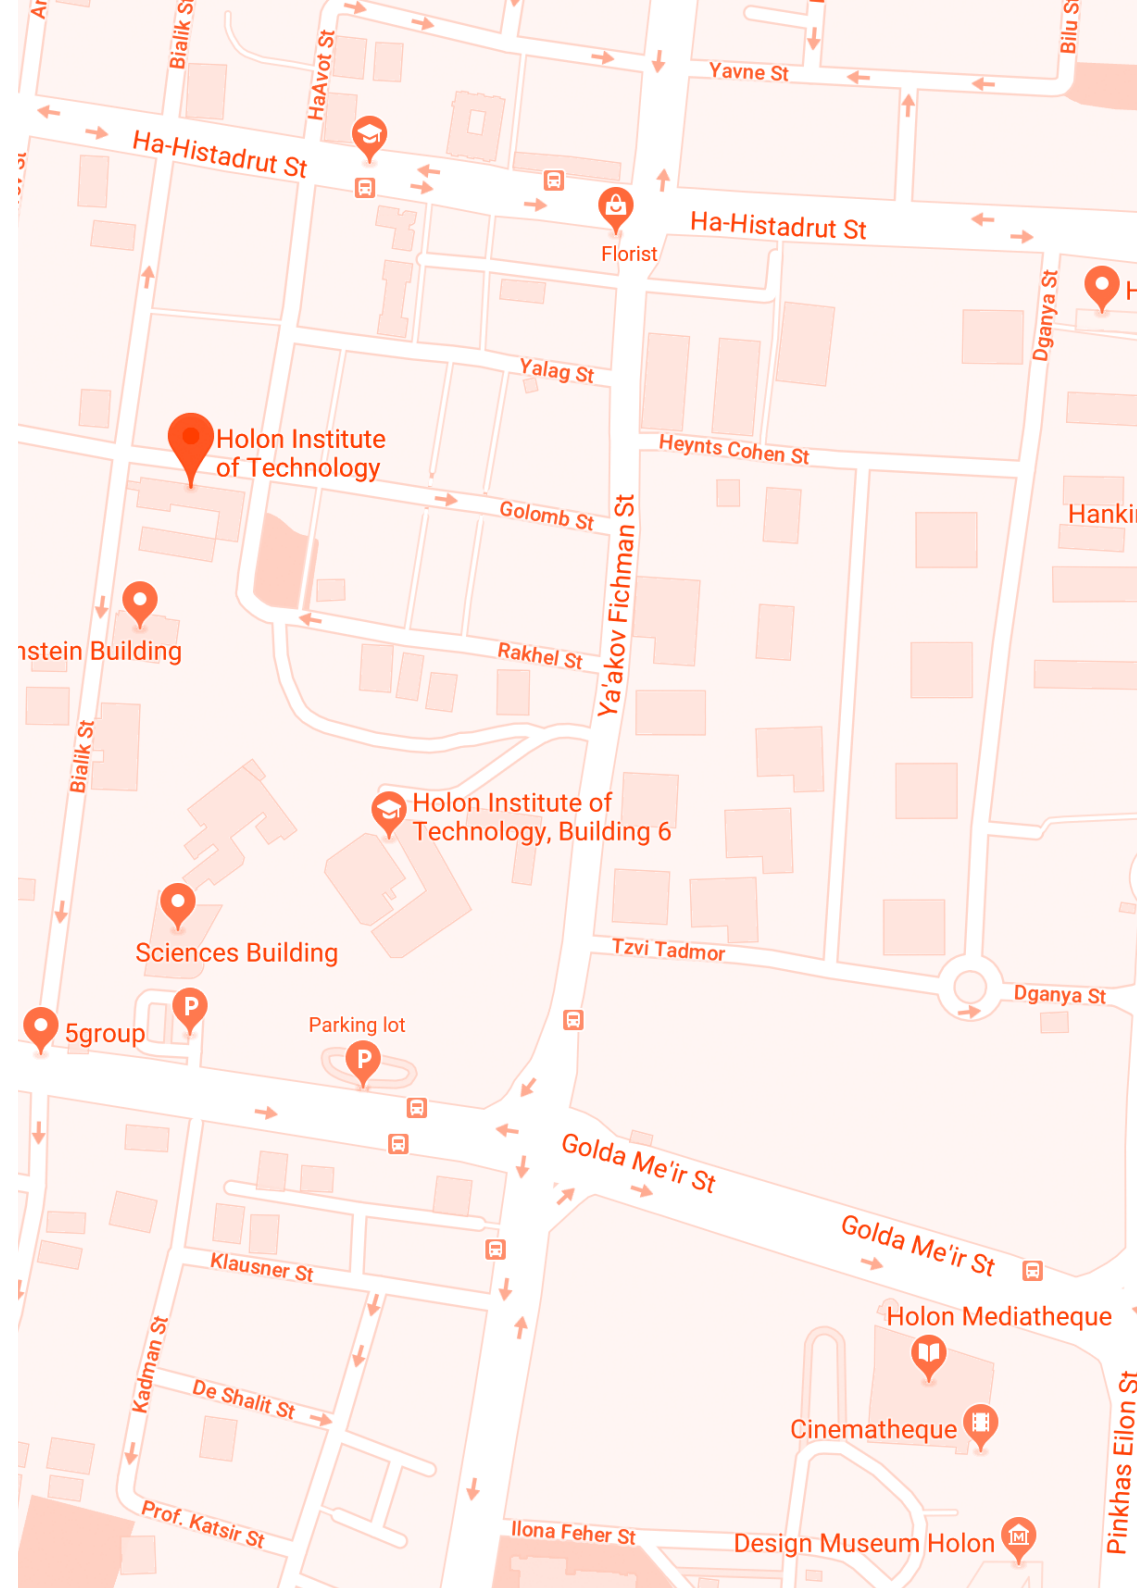 Bialik St
HaAvot St
Bilu St
Yavne St
Ha-Histadrut St
Ha-Histadrut St
Florist
Dganya St
H
Yalag St
Holon Institute
of Technology
Heynts Cohen St
Golomb St
Ya'akov Fichman St
Hankin
nstein Building
Rakhel St
Bialik St
Holon Institute of
Technology, Building 6
Sciences Building
Tzvi Tadmor
Dganya St
P
5group
Parking lot
P
Golda Me'ir St
Golda Me'ir St
Klausner St
Holon Mediatheque
Kadman St
De Shalit St
Cinematheque
Pinkhas Eilon St
Prof. Katsir St
Ilona Feher St
Design Museum Holon
M